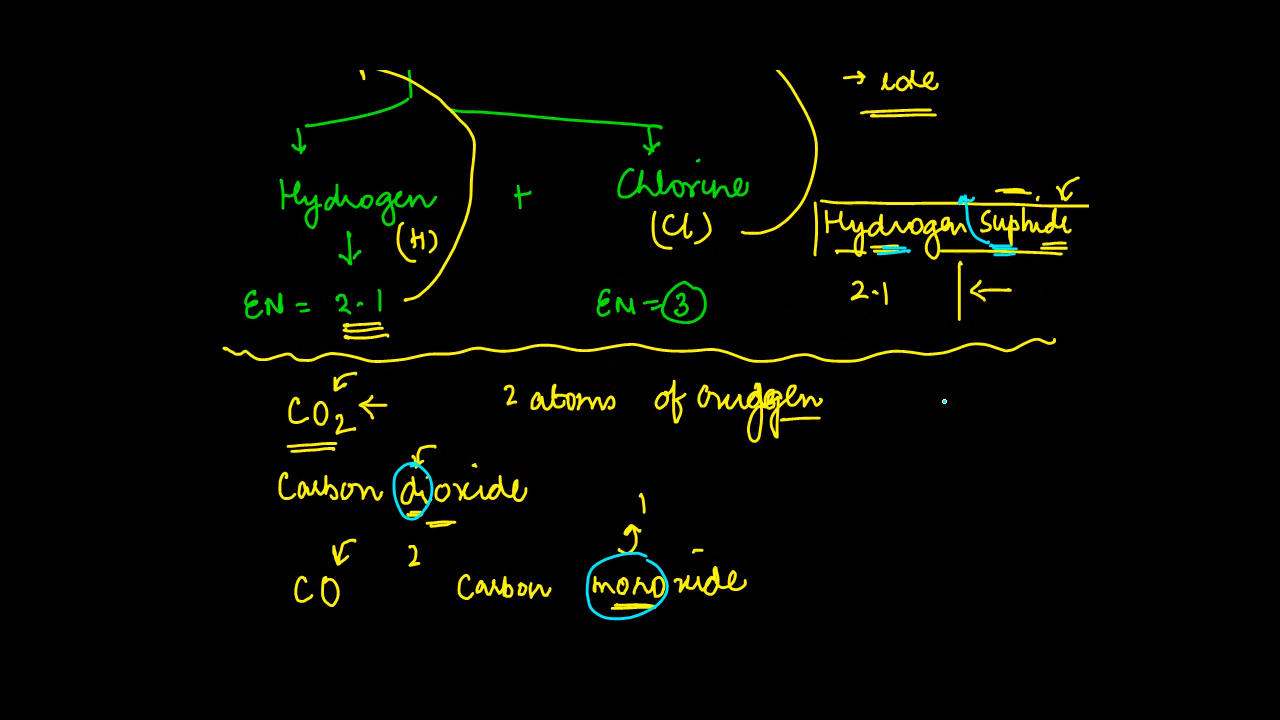 → ide
Hydrogen + Chlorine
(H) (Cl)
Hydrogen Suphide
EN = 2.1 EN = 3 2.1 | ←
CO2 ← 2 atoms of oxuggen
Carbon dioxide
2 1
CO Carbon monoxide